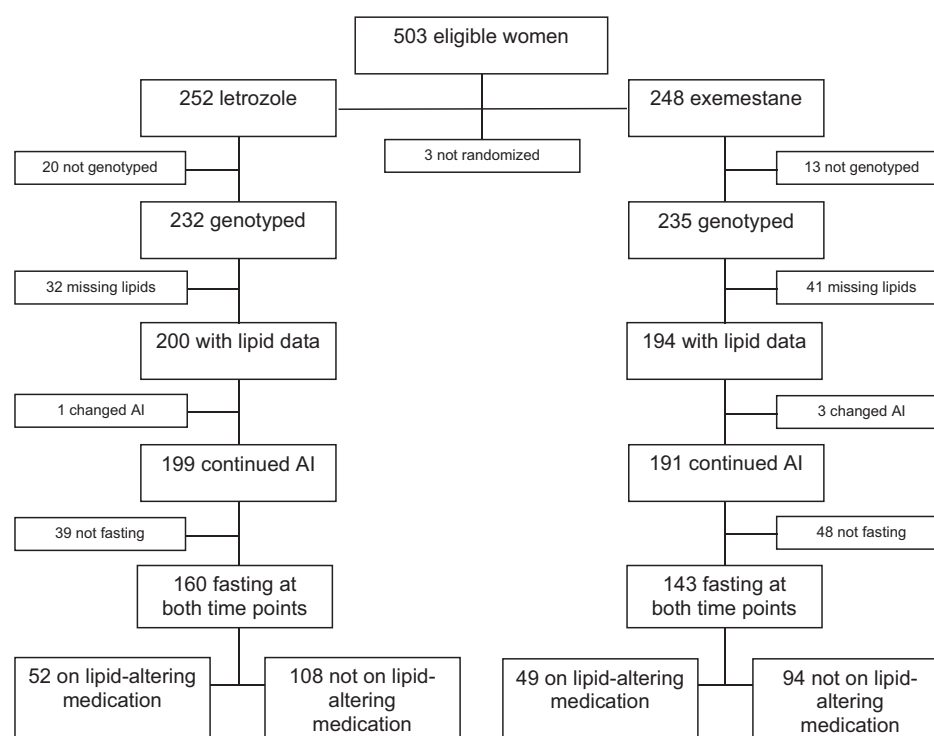 503 eligible women
252 letrozole
248 exemestane
3 not randomized
20 not genotyped
13 not genotyped
232 genotyped
235 genotyped
32 missing lipids
41 missing lipids
200 with lipid data
194 with lipid data
1 changed AI
3 changed AI
199 continued AI
191 continued AI
39 not fasting
48 not fasting
160 fasting at
both time points
143 fasting at
both time points
52 on lipid-altering
medication
108 not on lipid-
altering
medication
49 on lipid-altering
medication
94 not on lipid-
altering
medication